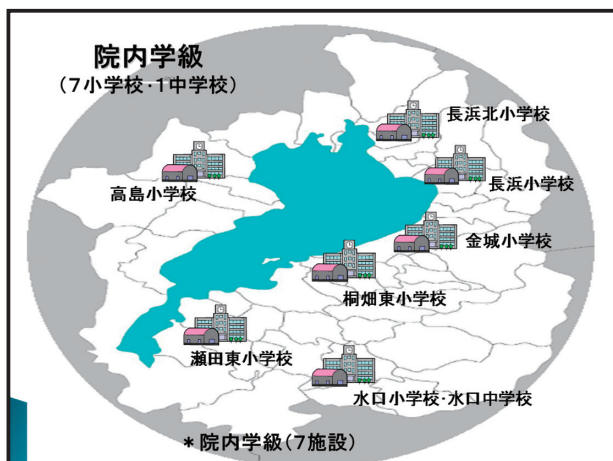 院内学級
(7小学校・1中学校)
長浜北小学校
長浜小学校
高島小学校
金城小学校
桐畑東小学校
瀬田東小学校
水口小学校・水口中学校
*院内学級(7施設)